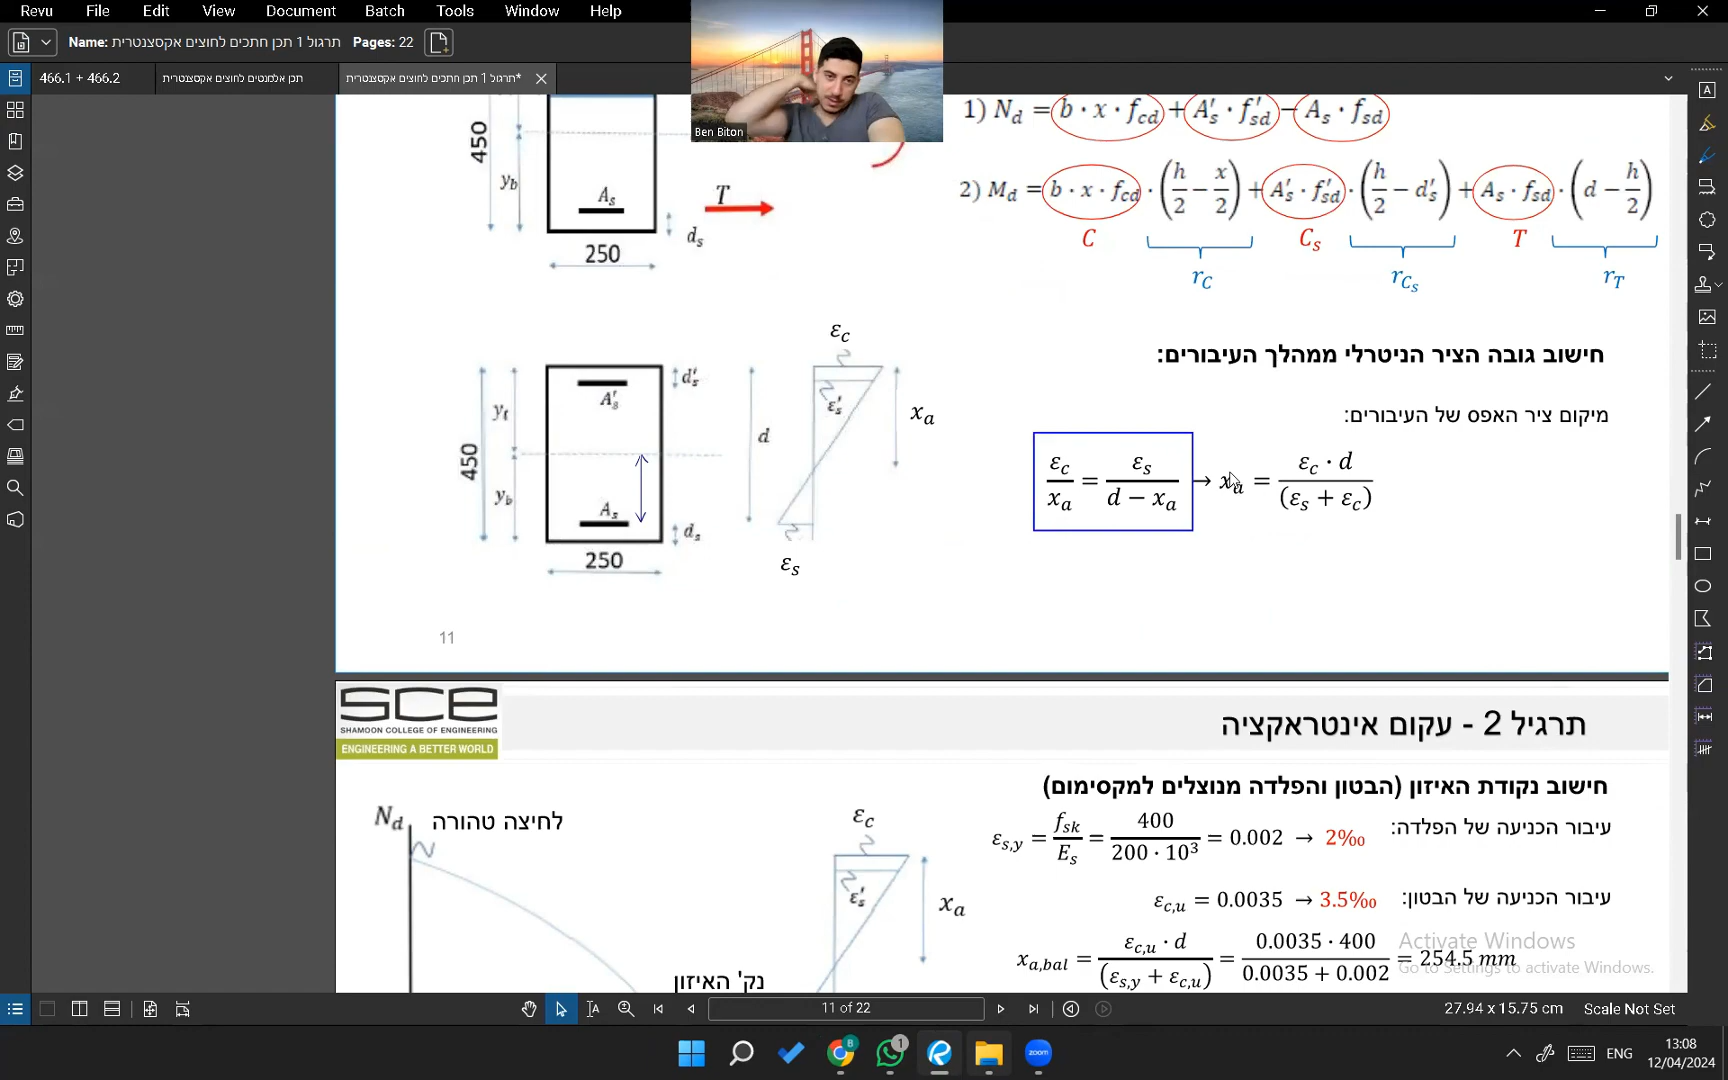 Revu File Edit View Document Batch Tools Window Help
Name: תרגול 1 תכן חתכים לחוצים אקסצנטרית Pages: 22
466.1 + 466.2 תכן אלמנטים לחוצים אקסצנטרית תרגול 1 תכן חתכים לחוצים אקסצנטרית*
Ben Biton
1) N_d = b · x · f_cd + A'_s · f'_sd − A_s · f_sd
2) M_d = b · x · f_cd · (h/2 − x/2) + A'_s · f'_sd · (h/2 − d'_s) + A_s · f_sd · (d − h/2)
C C_s T
r_C r_Cs r_T
450 y_b A_s T d_s
250
ε_c
חישוב גובה הציר הניטרלי ממהלך העיבורים:
מיקום ציר האפס של העיבורים:
450 y_t y_b A'_s d'_s d ε'_s x_a
A_s d_s
250
ε_s
ε_c/x_a = ε_s/(d − x_a) → x_a = ε_c · d/(ε_s + ε_c)
11
SCE
SHAMOON COLLEGE OF ENGINEERING
ENGINEERING A BETTER WORLD
תרגיל 2 - עקום אינטראקציה
חישוב נקודת האיזון (הבטון והפלדה מנוצלים למקסימום)
N_d לחיצה טהורה
ε_c
ε'_s x_a
נק' האיזון
עיבור הכניעה של הפלדה: ε_s,y = f_sk/E_s = 400/(200 · 10³) = 0.002 → 2‰
עיבור הכניעה של הבטון: ε_c,u = 0.0035 → 3.5‰
x_a,bal = ε_c,u · d/(ε_s,y + ε_c,u) = 0.0035 · 400/(0.0035 + 0.002) = 254.5 mm
Activate Windows
Go to Settings to activate Windows.
11 of 22
27.94 x 15.75 cm Scale Not Set
B 1 zoom
ENG
13:08
12/04/2024